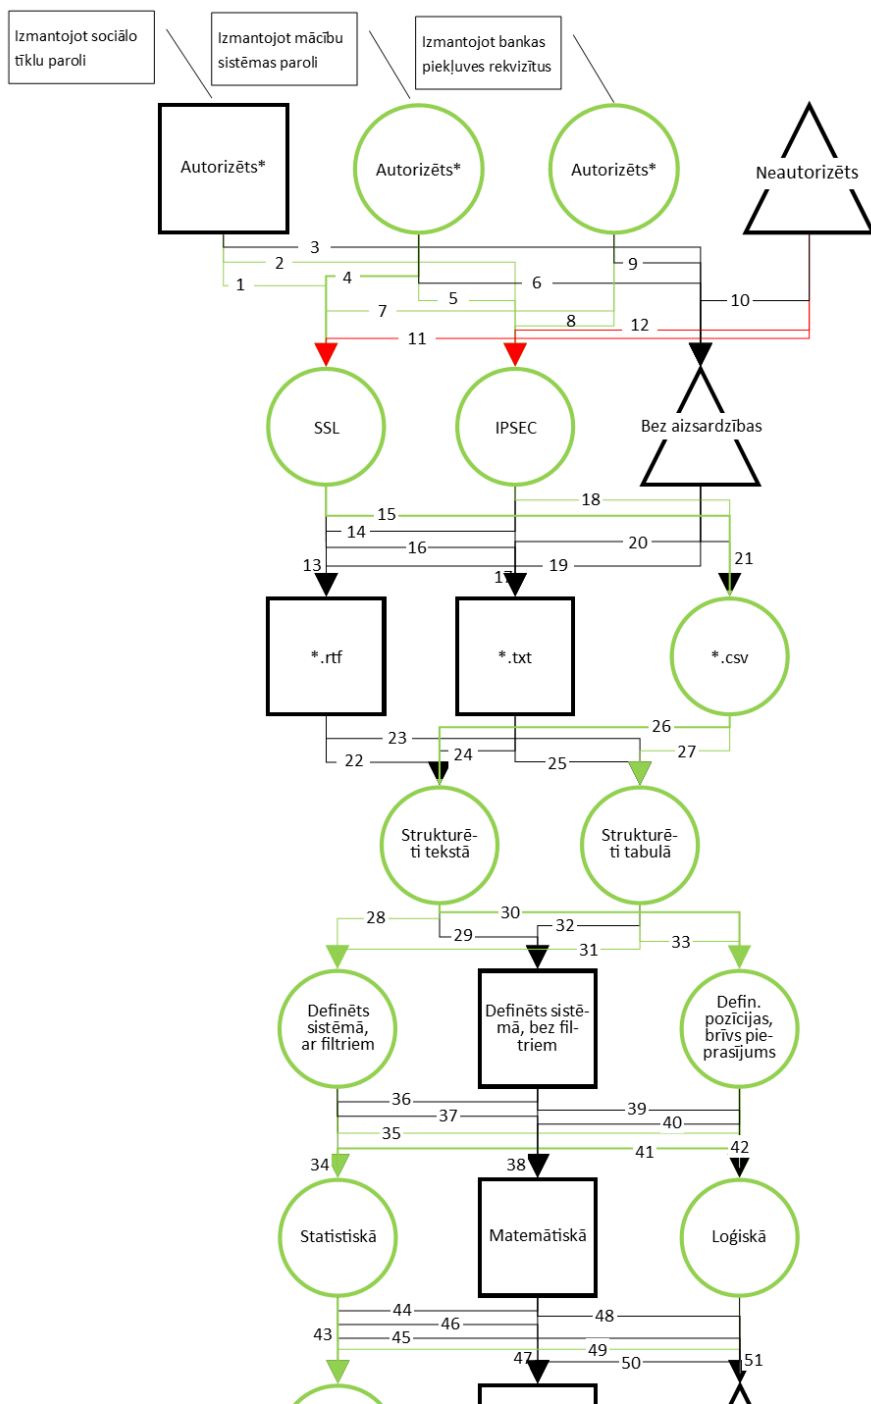 Izmantojot sociālo
tīklu paroli
Izmantojot mācību
sistēmas paroli
Izmantojot bankas
piekļuves rekvizītus
Autorizēts*
Autorizēts*
Autorizēts*
Neautorizēts
3
2
9
1
4
6
5
10
7
8
12
11
SSL
IPSEC
Bez aizsardzības
18
15
14
16
20
13
17
19
21
*.rtf
*.txt
*.csv
26
23
24
27
22
25
Strukturē-
ti tekstā
Strukturē-
ti tabulā
28
30
29
32
31
33
Definēts
sistēmā,
ar filtriem
Definēts sistē-
mā, bez fil-
triem
Defin.
pozīcijas,
brīvs pie-
prasījums
36
39
37
40
35
41
42
34
38
Statistiskā
Matemātiskā
Loģiskā
44
48
46
43
45
49
47
50
51